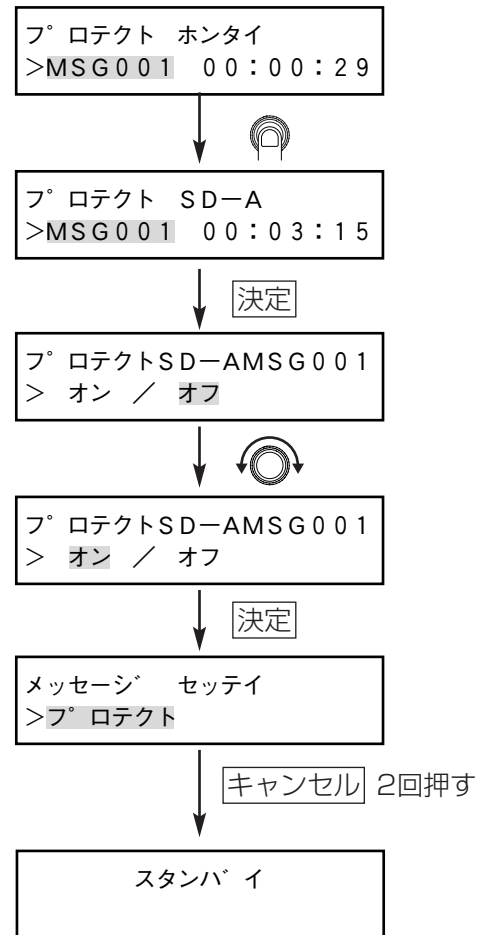 プロテクト ホンタイ
>MSG001 00:00:29
プロテクト SD-A
>MSG001 00:03:15
決定
プロテクトSD-AMSG001
> オン / オフ
プロテクトSD-AMSG001
> オン / オフ
決定
メッセージ セッテイ
>プロテクト
キャンセル 2回押す
スタンバイ